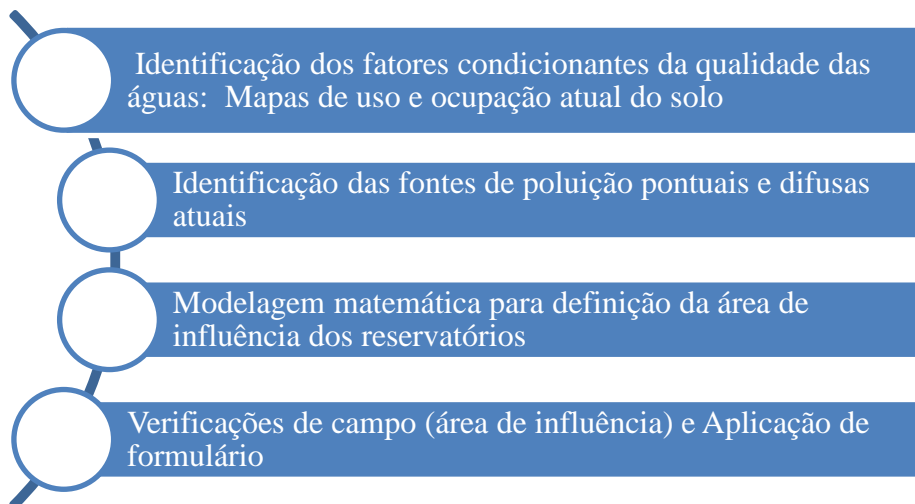 Identificação dos fatores condicionantes da qualidade das
águas: Mapas de uso e ocupação atual do solo
Identificação das fontes de poluição pontuais e difusas
atuais
Modelagem matemática para definição da área de
influência dos reservatórios
Verificações de campo (área de influência) e Aplicação de
formulário